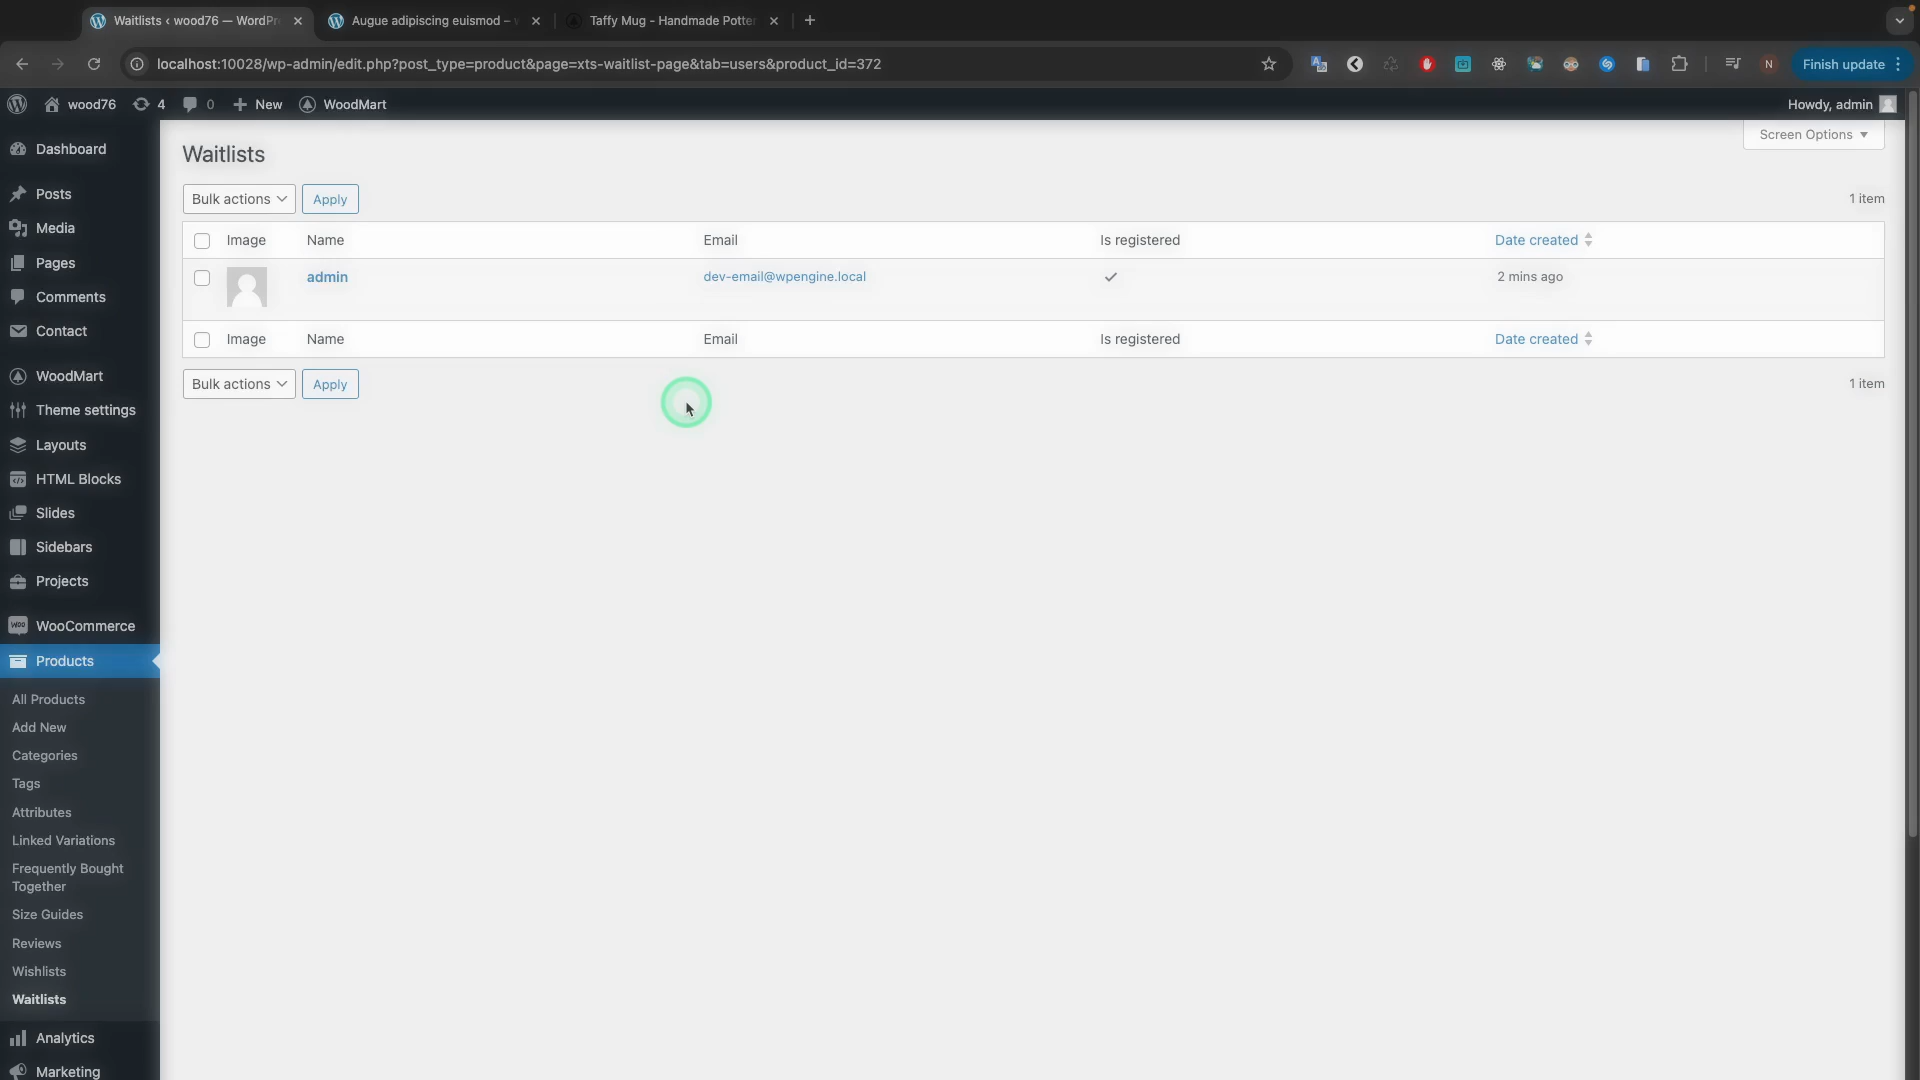 Waitlists ‹ wood76 — WordPr
Augue adipiscing euismod –
Taffy Mug - Handmade Potter
localhost:10028/wp-admin/edit.php?post_type=product&page=xts-waitlist-page&tab=users&product_id=372
N
Finish update
wood76
4
0
New
WoodMart
Howdy, admin
Dashboard
Posts
Media
Pages
Comments
Contact
WoodMart
Theme settings
Layouts
HTML Blocks
Slides
Sidebars
Projects
WooCommerce
Products
All Products
Add New
Categories
Tags
Attributes
Linked Variations
Frequently Bought
Together
Size Guides
Reviews
Wishlists
Waitlists
Analytics
Marketing
Screen Options
Waitlists
Bulk actions
Apply
1 item
Image
Name
Email
Is registered
Date created
admin
dev-email@wpengine.local
2 mins ago
Image
Name
Email
Is registered
Date created
Bulk actions
Apply
1 item